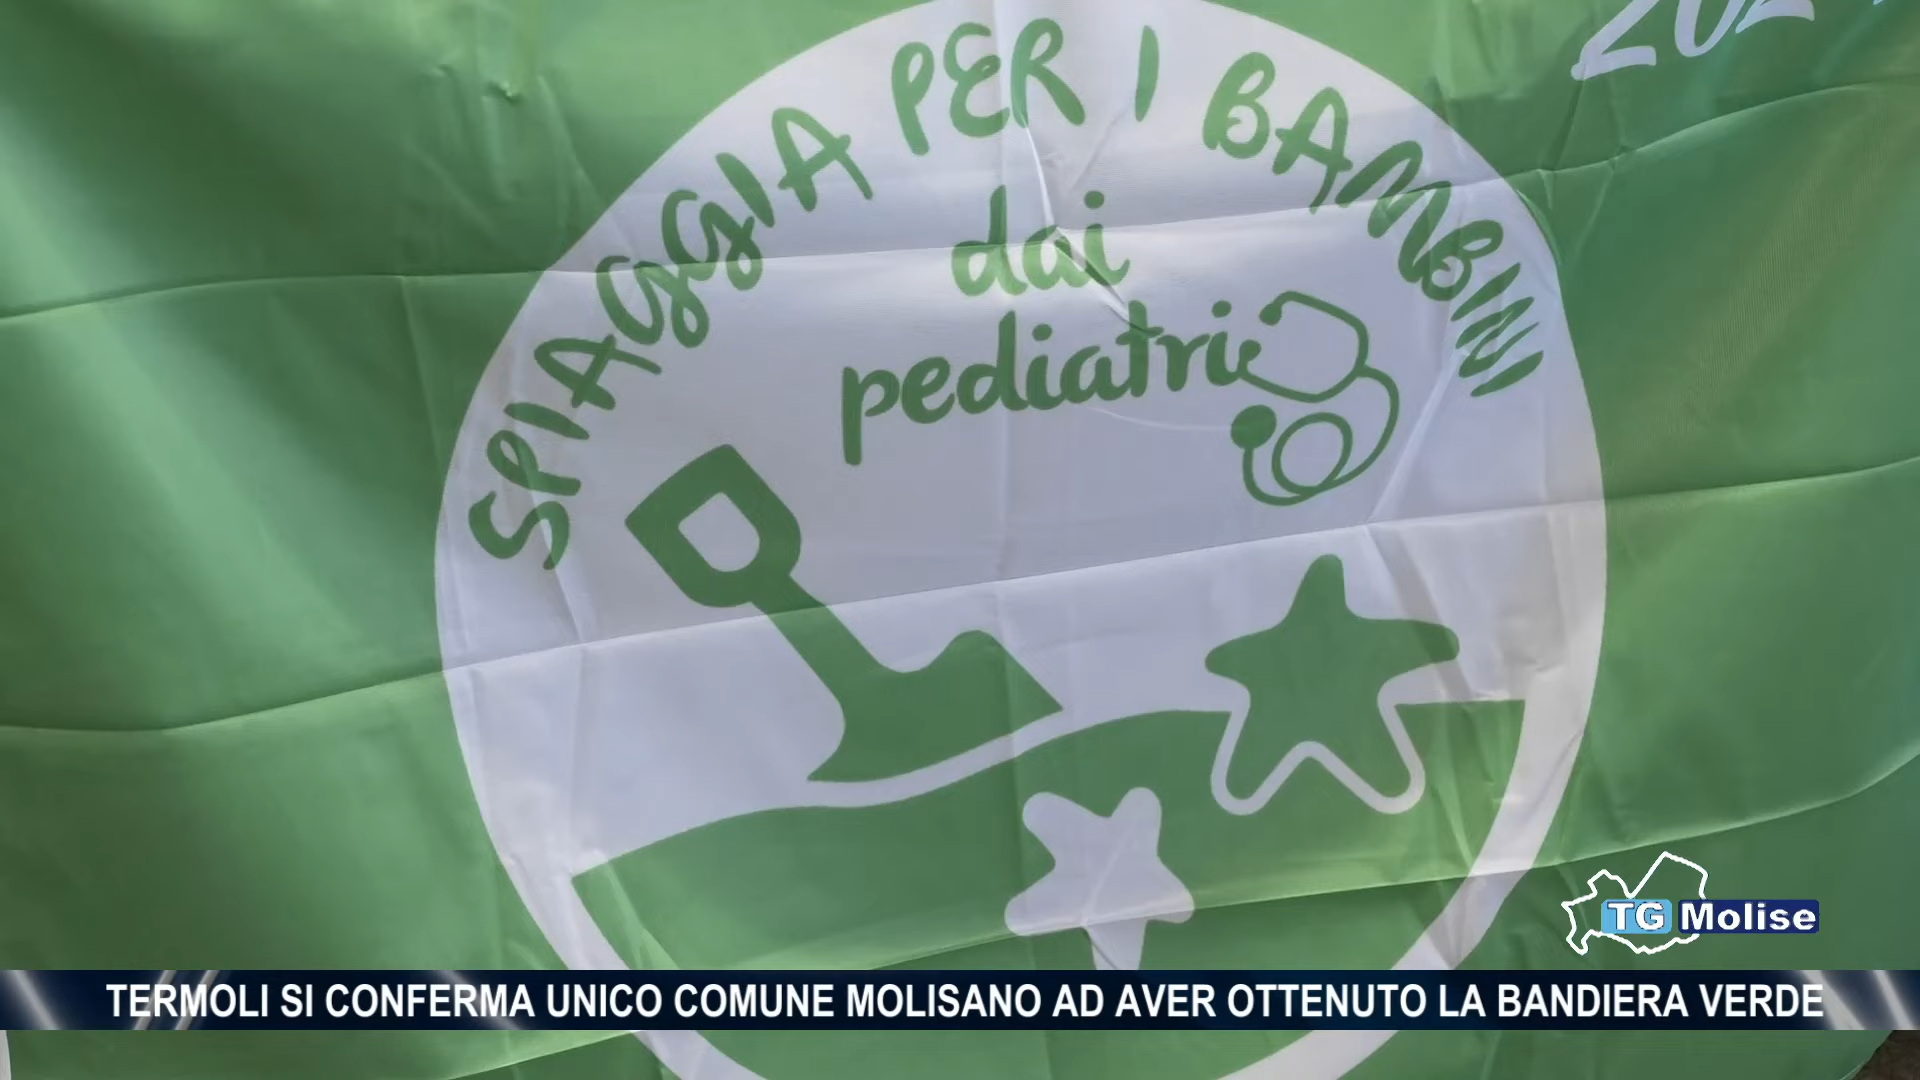 SPIAGGIA PER I BAMBINI
dai
pediatri
TG Molise
TERMOLI SI CONFERMA UNICO COMUNE MOLISANO AD AVER OTTENUTO LA BANDIERA VERDE